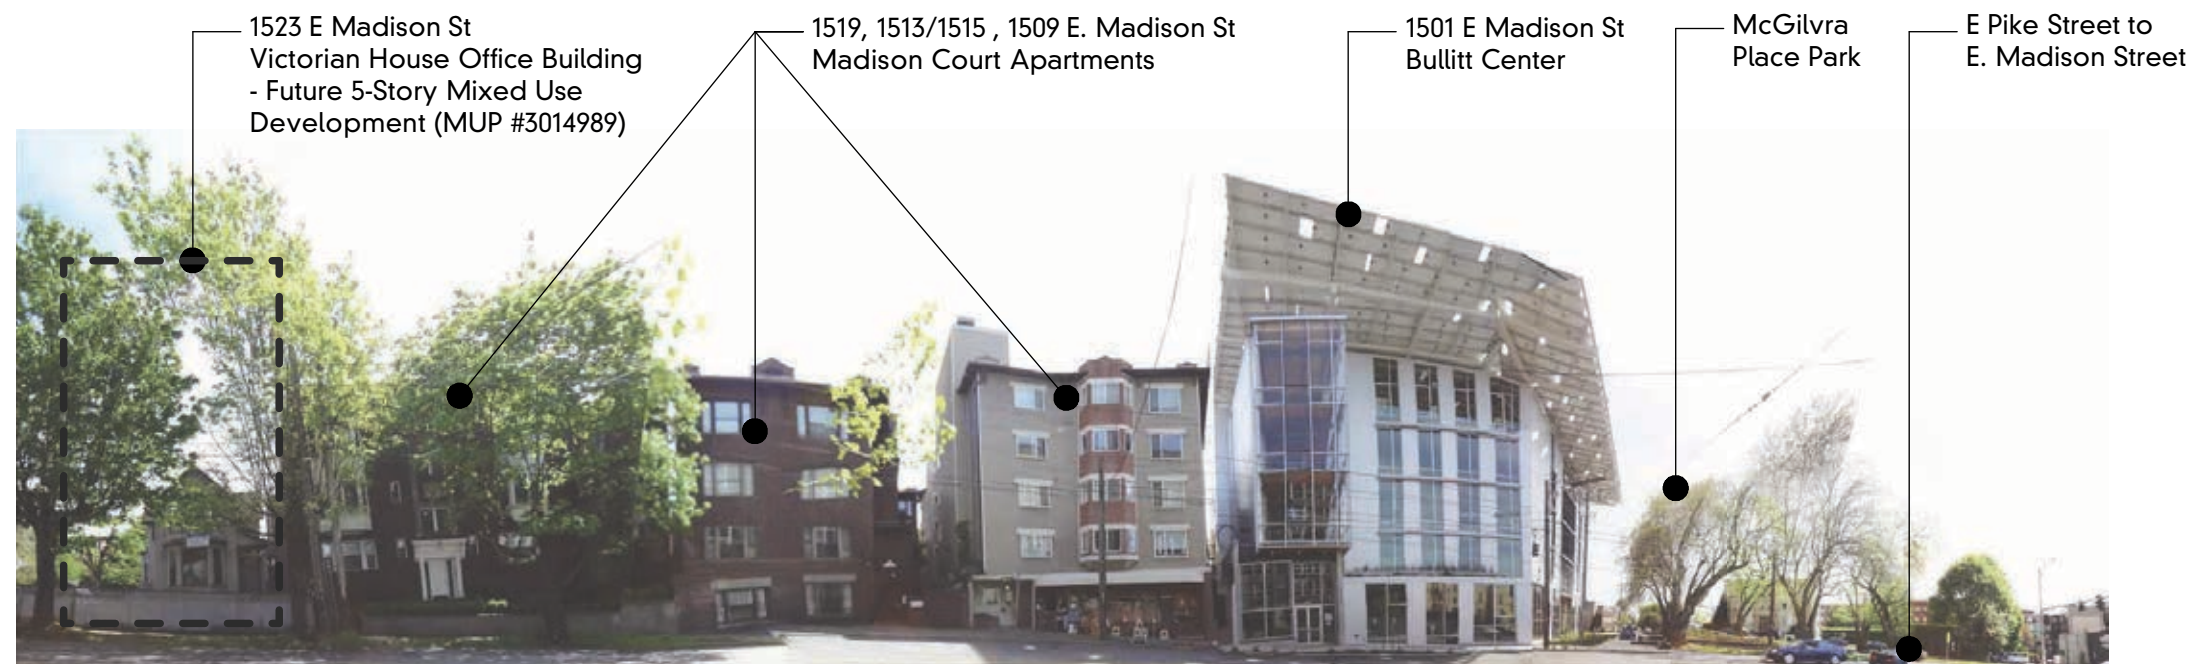 1523 E Madison St
Victorian House Office Building
- Future 5-Story Mixed Use
Development (MUP #3014989)
1519, 1513/1515 , 1509 E. Madison St
Madison Court Apartments
1501 E Madison St
Bullitt Center
McGilvra
Place Park
E Pike Street to
E. Madison Street